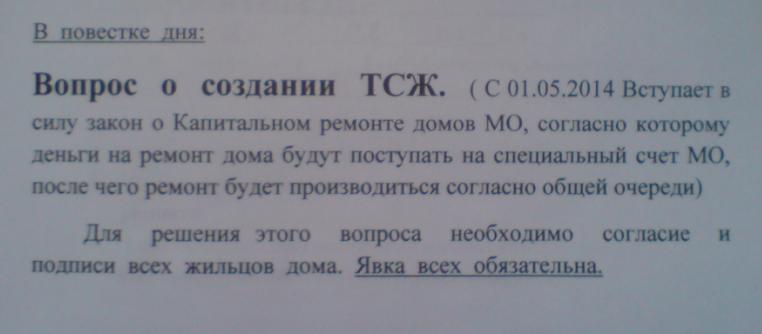 В повестке дня:
Вопрос о создании ТСЖ. ( С 01.05.2014 Вступает в
силу закон о Капитальном ремонте домов МО, согласно которому
деньги на ремонт дома будут поступать на специальный счет МО,
после чего ремонт будет производиться согласно общей очереди)
Для решения этого вопроса необходимо согласие и
подписи всех жильцов дома. Явка всех обязательна.